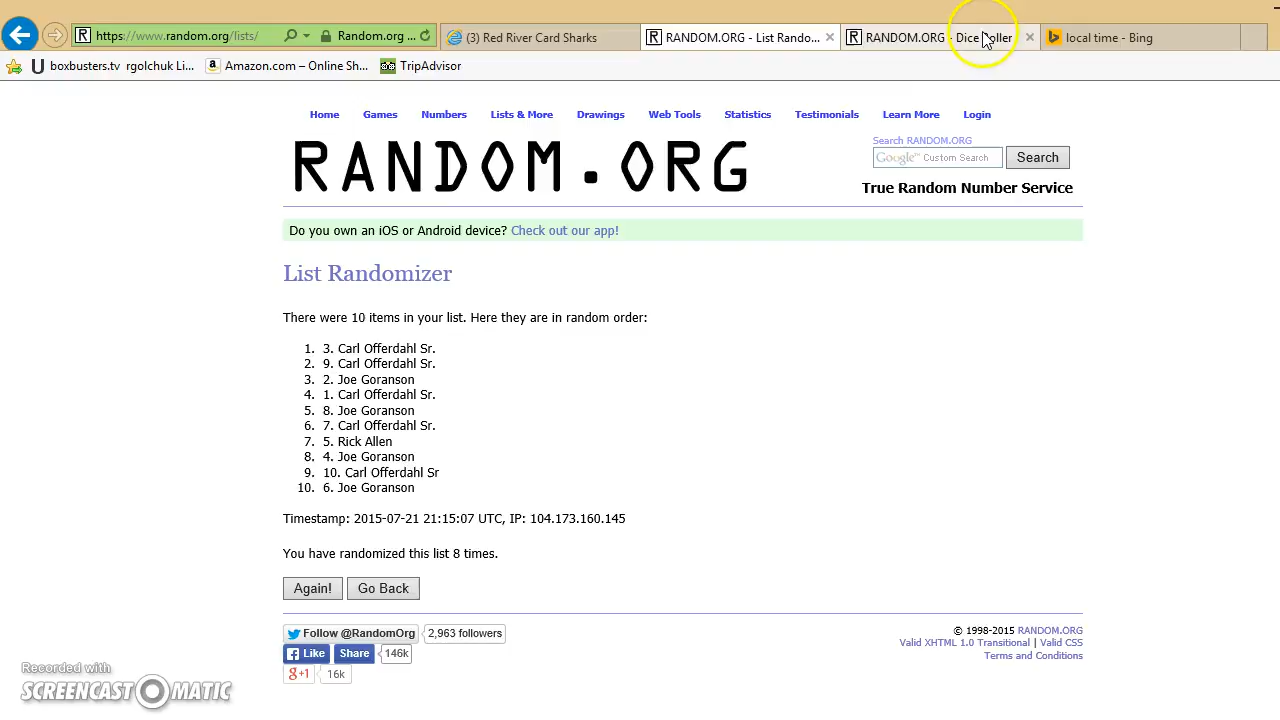 https://www.random.org/lists/
Random.org ...
(3) Red River Card Sharks
RANDOM.ORG - List Rando...
RANDOM.ORG - Dice Roller
local time - Bing
boxbusters.tv rgolchuk Li...
Amazon.com – Online Sh...
TripAdvisor
Home Games Numbers Lists & More Drawings Web Tools Statistics Testimonials Learn More Login
RANDOM.ORG
Search RANDOM.ORG
Google™ Custom Search
Search
True Random Number Service
Do you own an iOS or Android device? Check out our app!
List Randomizer
There were 10 items in your list. Here they are in random order:
1. 3. Carl Offerdahl Sr.
2. 9. Carl Offerdahl Sr.
3. 2. Joe Goranson
4. 1. Carl Offerdahl Sr.
5. 8. Joe Goranson
6. 7. Carl Offerdahl Sr.
7. 5. Rick Allen
8. 4. Joe Goranson
9. 10. Carl Offerdahl Sr
10. 6. Joe Goranson
Timestamp: 2015-07-21 21:15:07 UTC, IP: 104.173.160.145
You have randomized this list 8 times.
Again! Go Back
Follow @RandomOrg 2,963 followers
Like Share 146k
g+1 16k
© 1998-2015 RANDOM.ORG
Valid XHTML 1.0 Transitional | Valid CSS
Terms and Conditions
Recorded with
SCREENCAST-O-MATIC